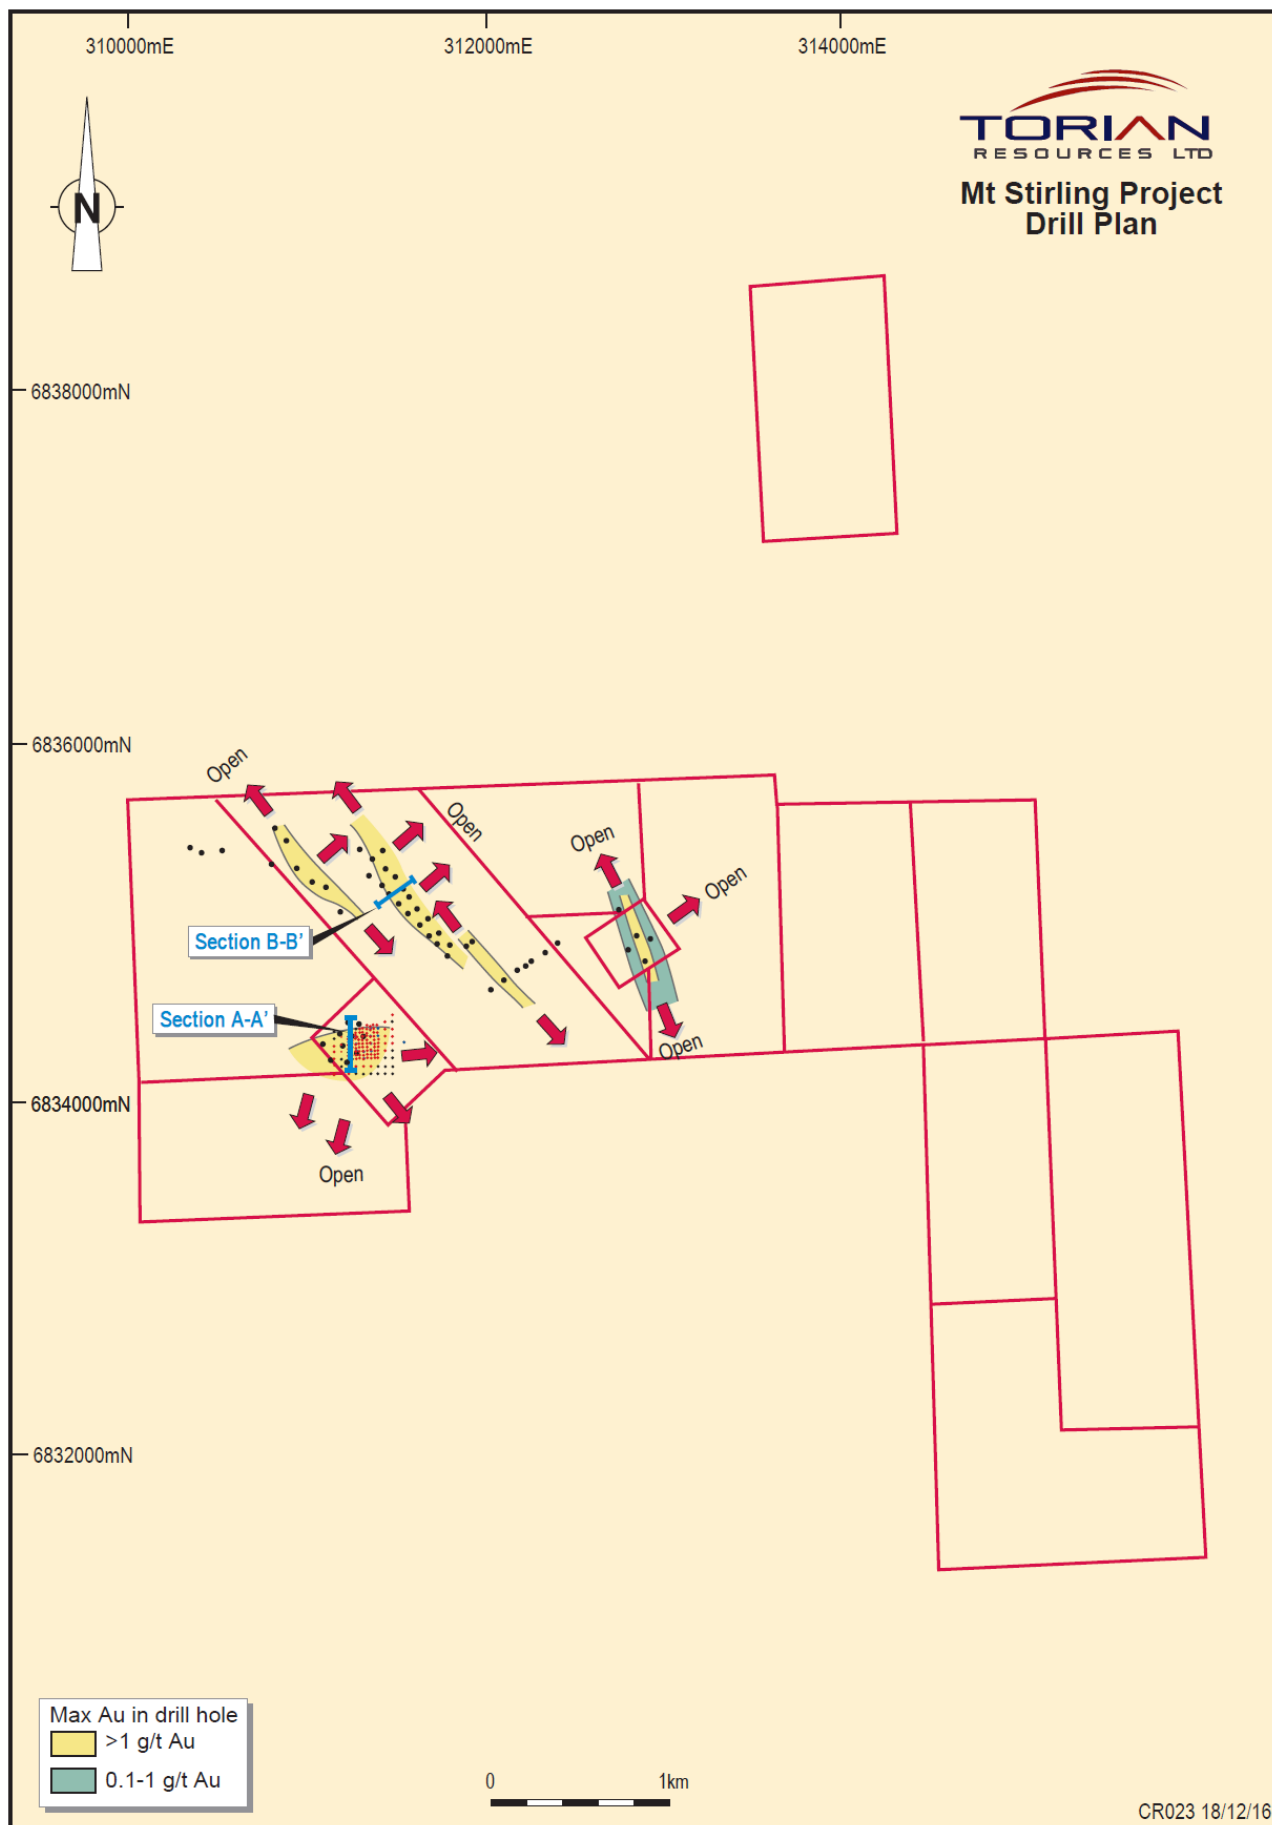 310000mE
312000mE
314000mE
TORIAN
RESOURCES LTD
Mt Stirling Project
Drill Plan
N
6838000mN
6836000mN
Open
Open
Open
Open
Section B-B’
Section A-A’
Open
6834000mN
Open
6832000mN
Max Au in drill hole
>1 g/t Au
0.1-1 g/t Au
0
1km
CR023 18/12/16